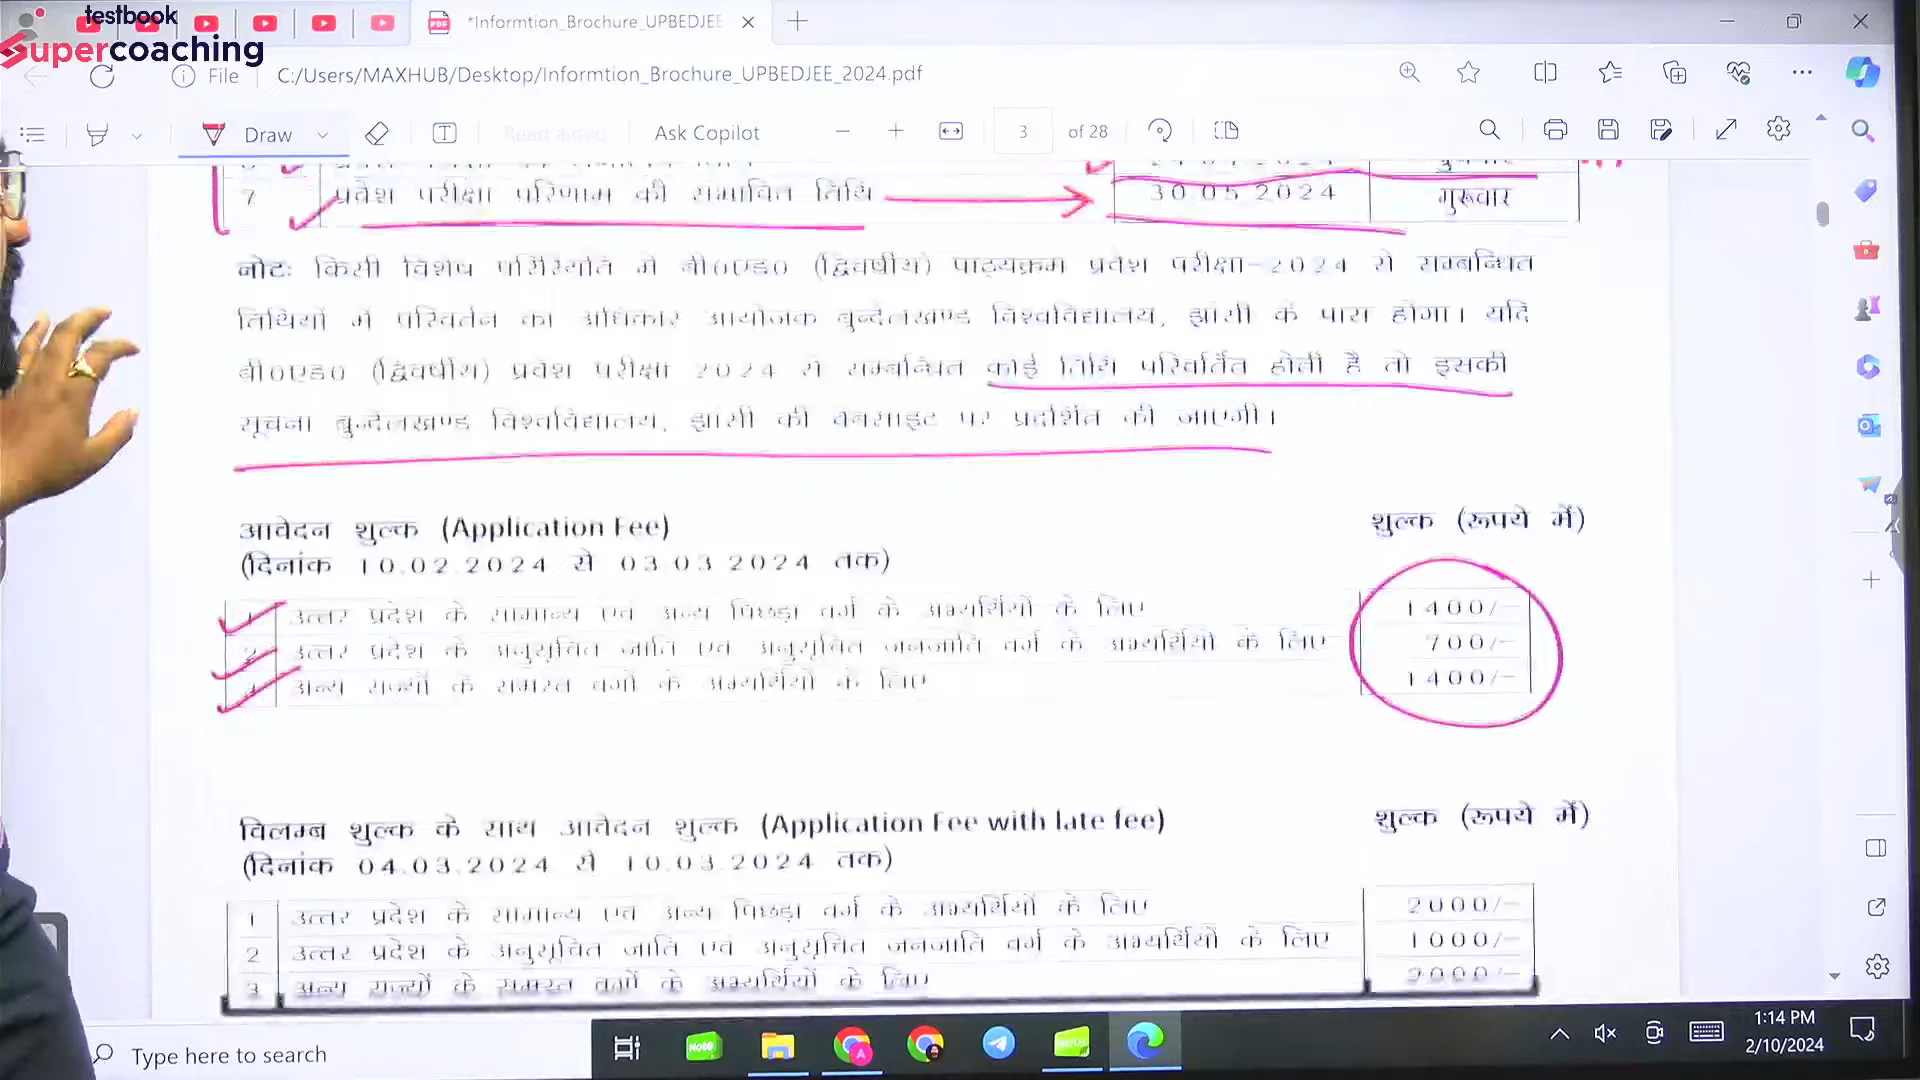 testbook
Supercoaching
*Informtion_Brochure_UPBEDJEE
File C:/Users/MAXHUB/Desktop/Informtion_Brochure_UPBEDJEE_2024.pdf
Draw Read aloud Ask Copilot 3 of 28
7 प्रवेश परीक्षा परिणाम की संभावित तिथि 30.05.2024 गुरूवार
नोटः किसी विशेष परिस्थिति में बी0एड0 (द्विवर्षीय) पाठ्यक्रम प्रवेश परीक्षा-2024 से सम्बन्धित
तिथियों में परिवर्तन का अधिकार आयोजक बुन्देलखण्ड विश्वविद्यालय, झांसी के पास होगा। यदि
बी0एड0 (द्विवर्षीय) प्रवेश परीक्षा 2024 से सम्बन्धित कोई तिथि परिवर्तित होती है तो इसकी
सूचना बुन्देलखण्ड विश्वविद्यालय, झांसी की वेबसाइट पर प्रदर्शित की जाएगी।
आवेदन शुल्क (Application Fee) शुल्क (रूपये में)
(दिनांक 10.02.2024 से 03.03.2024 तक)
1 उत्तर प्रदेश के सामान्य एवं अन्य पिछड़ा वर्ग के अभ्यर्थियों के लिए 1400/-
2 उत्तर प्रदेश के अनुसूचित जाति एवं अनुसूचित जनजाति वर्ग के अभ्यर्थियों के लिए 700/-
अन्य राज्यों के समस्त वर्गों के अभ्यर्थियों के लिए 1400/-
विलम्ब शुल्क के साथ आवेदन शुल्क (Application Fee with late fee) शुल्क (रूपये में)
(दिनांक 04.03.2024 से 10.03.2024 तक)
1 उत्तर प्रदेश के सामान्य एवं अन्य पिछड़ा वर्ग के अभ्यर्थियों के लिए 2000/-
2 उत्तर प्रदेश के अनुसूचित जाति एवं अनुसूचित जनजाति वर्ग के अभ्यर्थियों के लिए 1000/-
3 अन्य राज्यों के समस्त वर्गों के अभ्यर्थियों के लिए 2000/-
Type here to search
1:14 PM
2/10/2024